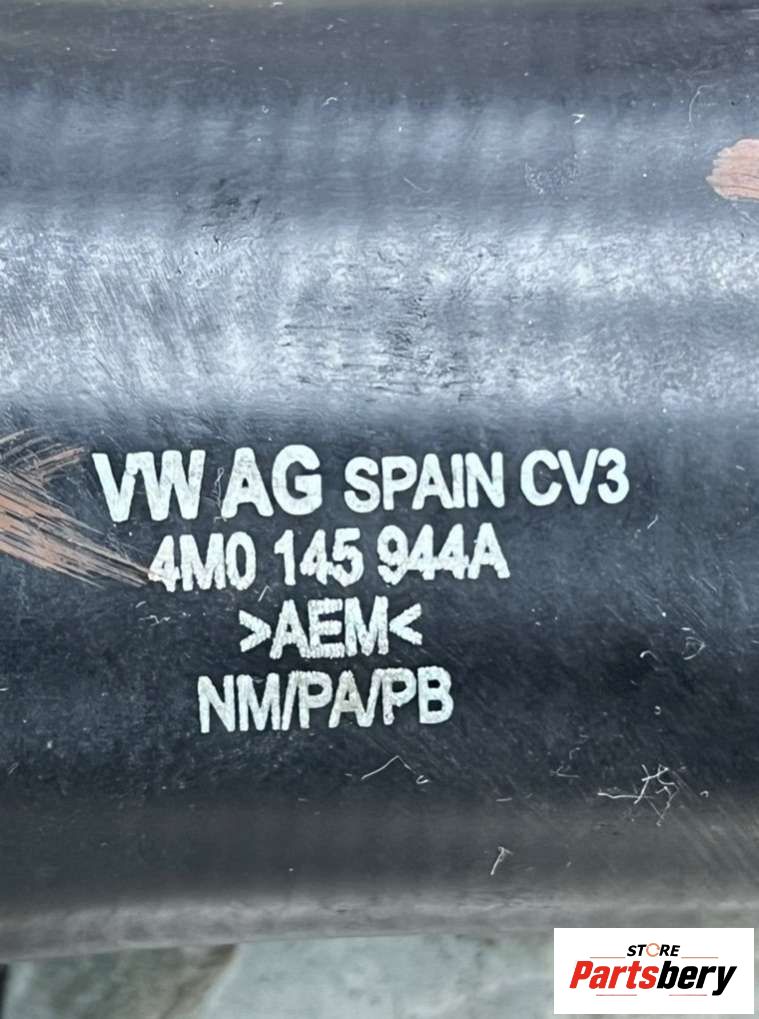 VW AG SPAIN CV3
4M0 145 944A
>AEM<
NM/PA/PB
STORE
Partsbery